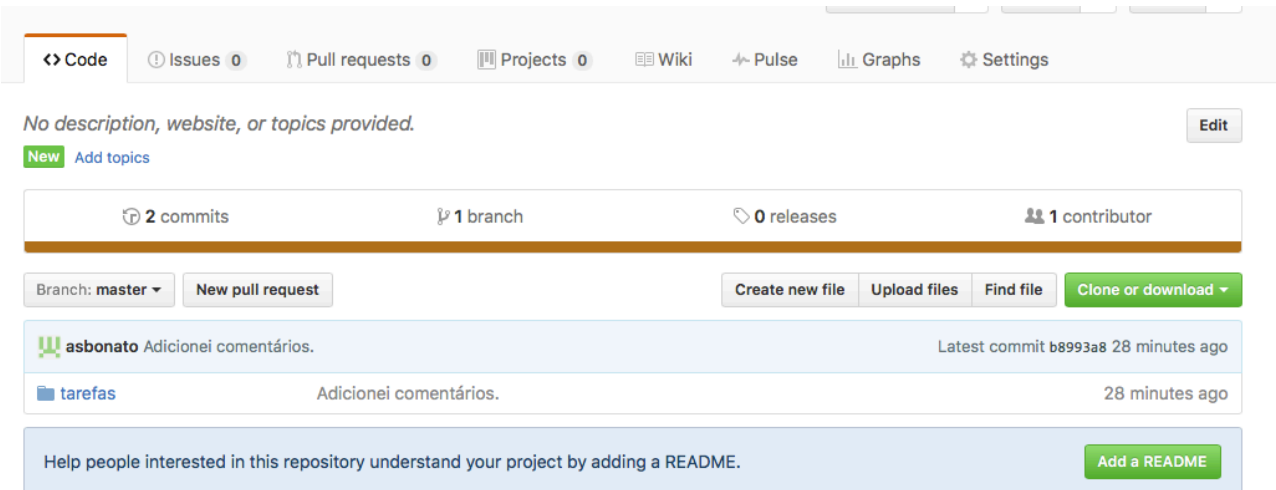 Code Issues 0 Pull requests 0 Projects 0 Wiki Pulse Graphs Settings
No description, website, or topics provided. Edit
New Add topics
2 commits 1 branch 0 releases 1 contributor
Branch: master New pull request Create new file Upload files Find file Clone or download
asbonato Adicionei comentários. Latest commit b8993a8 28 minutes ago
tarefas Adicionei comentários. 28 minutes ago
Help people interested in this repository understand your project by adding a README. Add a README